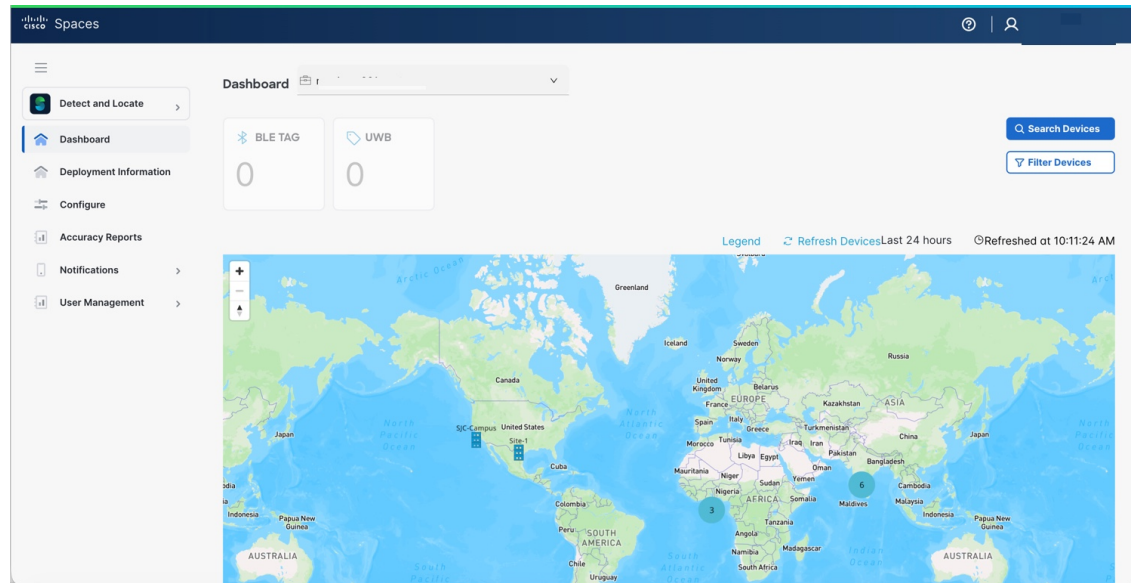 cisco Spaces
Dashboard
Detect and Locate
Dashboard
Deployment Information
Configure
Accuracy Reports
Notifications
User Management
BLE TAG
0
UWB
0
Search Devices
Filter Devices
Legend Refresh Devices Last 24 hours Refreshed at 10:11:24 AM
Arctic Ocean
Arct
Greenland
Iceland
Sweden
Norway
Russia
Canada
United Kingdom
Belarus
EUROPE
France
Kazakhstan
ASIA
North Pacific Ocean
SJC-Campus
United States
Site-1
North Atlantic Ocean
Spain
Italy
Greece
Turkmenistan
China
Japan
Japan
North Pacific Ocean
Morocco
Tunisia
Iraq
Iran
Pakistan
Libya
Egypt
Bangladesh
Cuba
Mauritania
Niger
Sudan
Yemen
Oman
6
Cambodia
Nigeria
AFRICA
Somalia
Maldives
Malaysia
Colombia
3
Indonesia
Papua New Guinea
Indonesia
Papua New Guinea
Peru
SOUTH AMERICA
Tanzania
Angola
Namibia
Madagascar
Indian Ocean
AUSTRALIA
AUSTRALIA
South Pacific
Chile
Uruguay
South Atlantic Ocean
South Africa